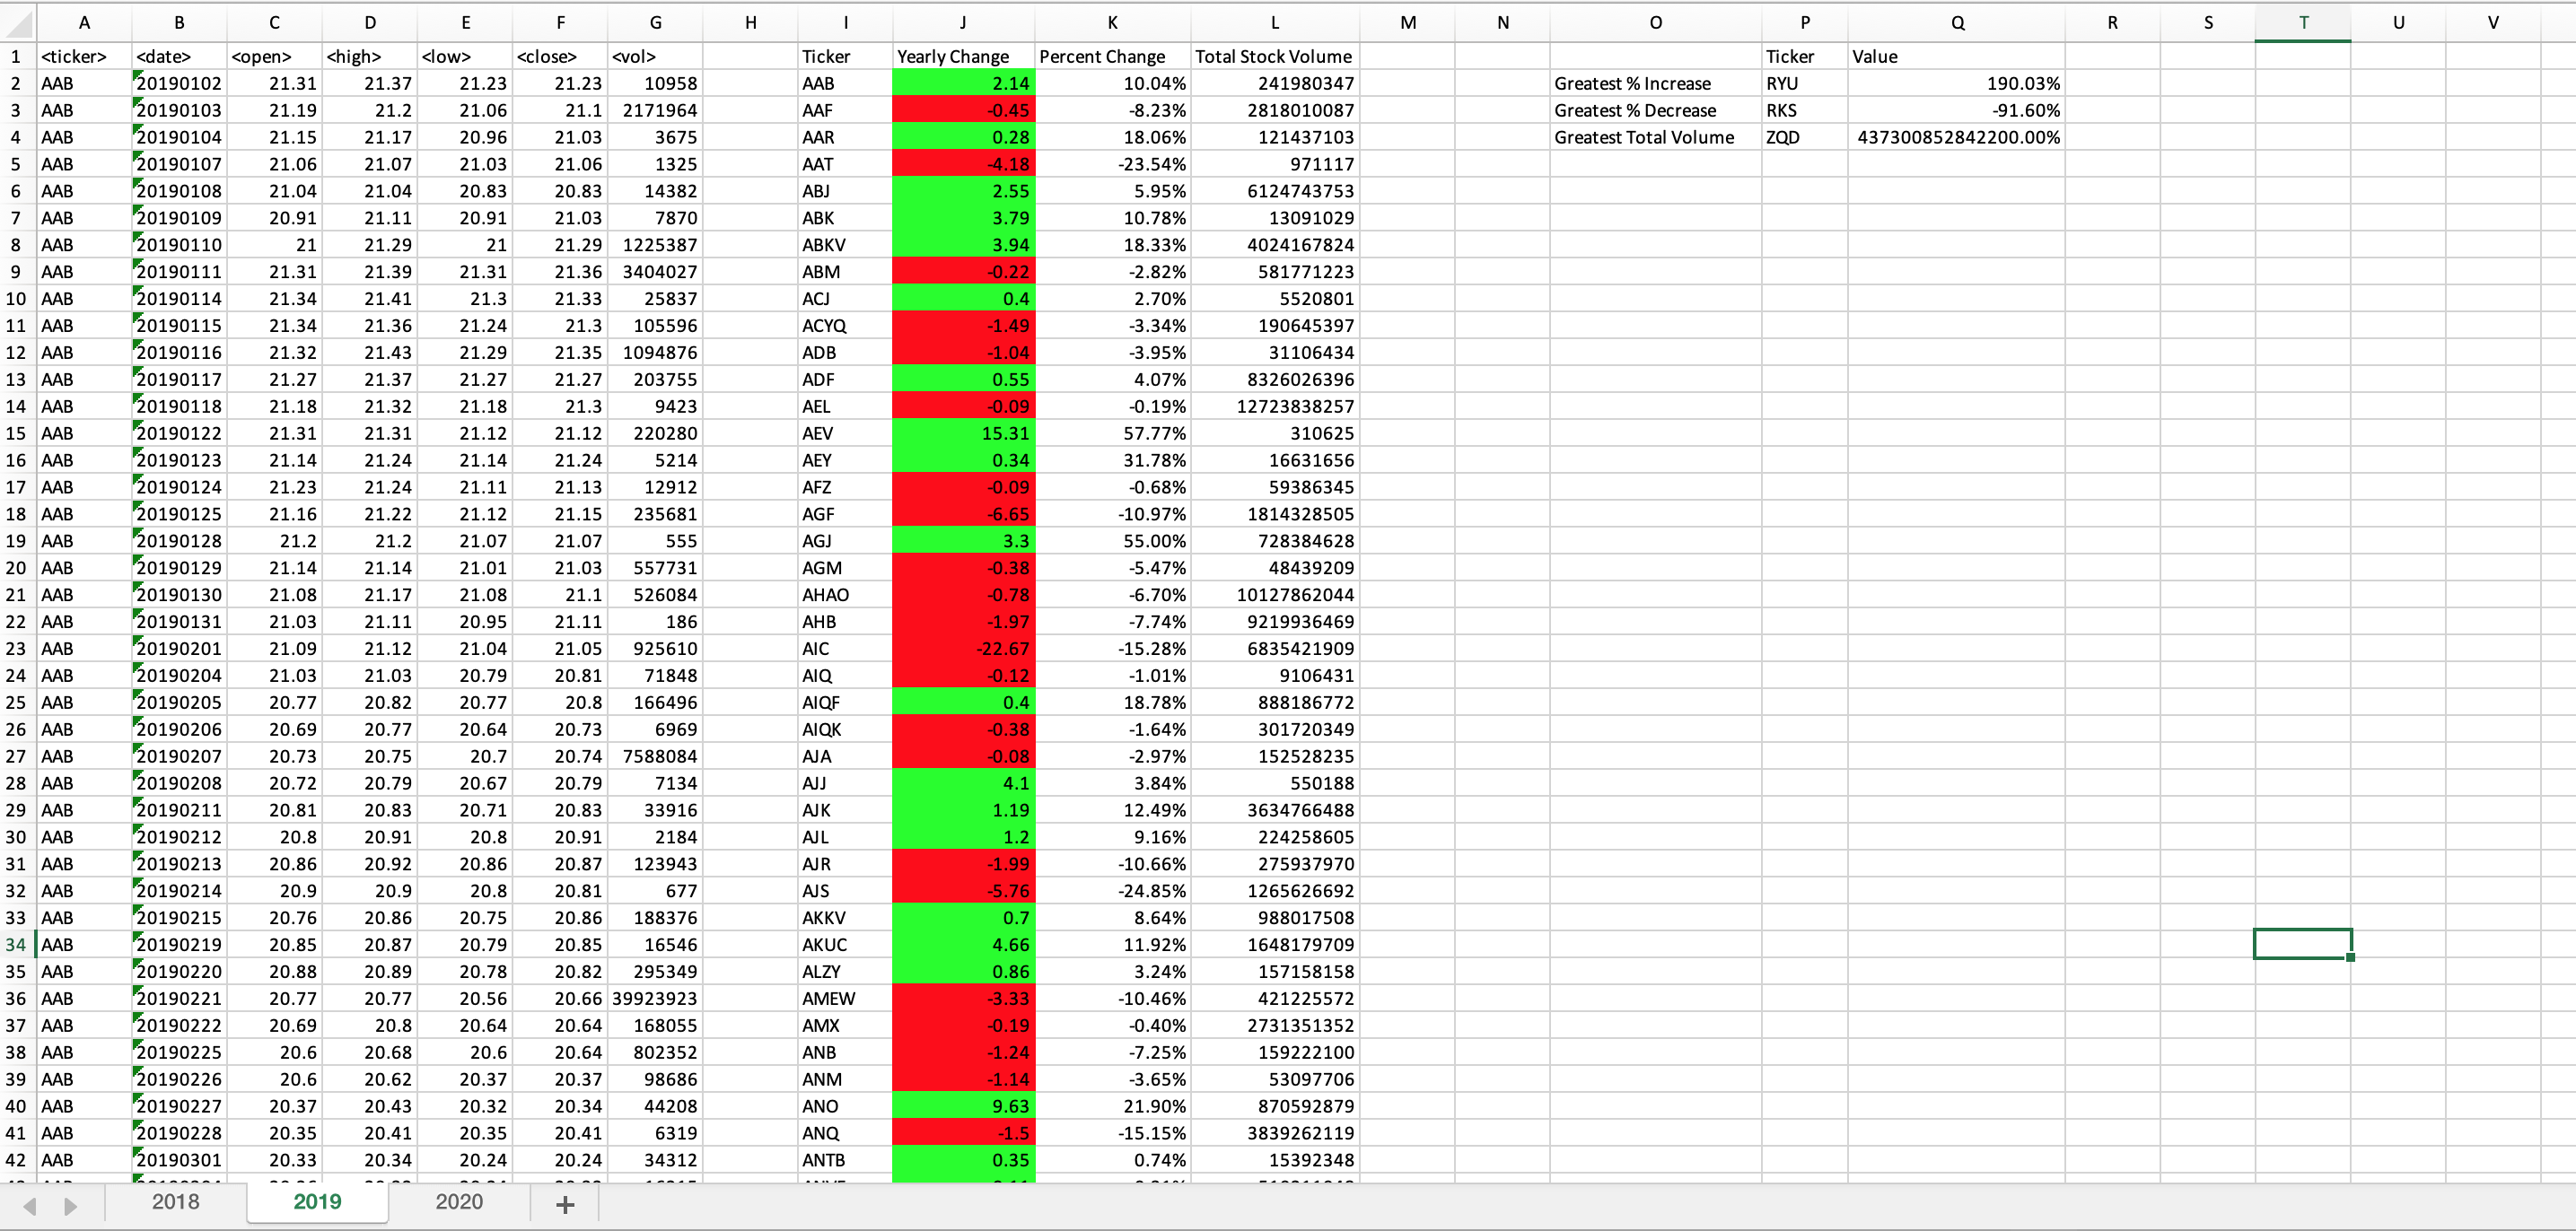 A B C D E F G H I J K L M N O P Q R S T U V
1 <ticker> <date> <open> <high> <low> <close> <vol> Ticker Yearly Change Percent Change Total Stock Volume Ticker Value
2 AAB 20190102 21.31 21.37 21.23 21.23 10958 AAB 2.14 10.04% 241980347 Greatest % Increase RYU 190.03%
3 AAB 20190103 21.19 21.2 21.06 21.1 2171964 AAF -0.45 -8.23% 2818010087 Greatest % Decrease RKS -91.60%
4 AAB 20190104 21.15 21.17 20.96 21.03 3675 AAR 0.28 18.06% 121437103 Greatest Total Volume ZQD 437300852842200.00%
5 AAB 20190107 21.06 21.07 21.03 21.06 1325 AAT -4.18 -23.54% 971117
6 AAB 20190108 21.04 21.04 20.83 20.83 14382 ABJ 2.55 5.95% 6124743753
7 AAB 20190109 20.91 21.11 20.91 21.03 7870 ABK 3.79 10.78% 13091029
8 AAB 20190110 21 21.29 21 21.29 1225387 ABKV 3.94 18.33% 4024167824
9 AAB 20190111 21.31 21.39 21.31 21.36 3404027 ABM -0.22 -2.82% 581771223
10 AAB 20190114 21.34 21.41 21.3 21.33 25837 ACJ 0.4 2.70% 5520801
11 AAB 20190115 21.34 21.36 21.24 21.3 105596 ACYQ -1.49 -3.34% 190645397
12 AAB 20190116 21.32 21.43 21.29 21.35 1094876 ADB -1.04 -3.95% 31106434
13 AAB 20190117 21.27 21.37 21.27 21.27 203755 ADF 0.55 4.07% 8326026396
14 AAB 20190118 21.18 21.32 21.18 21.3 9423 AEL -0.09 -0.19% 12723838257
15 AAB 20190122 21.31 21.31 21.12 21.12 220280 AEV 15.31 57.77% 310625
16 AAB 20190123 21.14 21.24 21.14 21.24 5214 AEY 0.34 31.78% 16631656
17 AAB 20190124 21.23 21.24 21.11 21.13 12912 AFZ -0.09 -0.68% 59386345
18 AAB 20190125 21.16 21.22 21.12 21.15 235681 AGF -6.65 -10.97% 1814328505
19 AAB 20190128 21.2 21.2 21.07 21.07 555 AGJ 3.3 55.00% 728384628
20 AAB 20190129 21.14 21.14 21.01 21.03 557731 AGM -0.38 -5.47% 48439209
21 AAB 20190130 21.08 21.17 21.08 21.1 526084 AHAO -0.78 -6.70% 10127862044
22 AAB 20190131 21.03 21.11 20.95 21.11 186 AHB -1.97 -7.74% 9219936469
23 AAB 20190201 21.09 21.12 21.04 21.05 925610 AIC -22.67 -15.28% 6835421909
24 AAB 20190204 21.03 21.03 20.79 20.81 71848 AIQ -0.12 -1.01% 9106431
25 AAB 20190205 20.77 20.82 20.77 20.8 166496 AIQF 0.4 18.78% 888186772
26 AAB 20190206 20.69 20.77 20.64 20.73 6969 AIQK -0.38 -1.64% 301720349
27 AAB 20190207 20.73 20.75 20.7 20.74 7588084 AJA -0.08 -2.97% 152528235
28 AAB 20190208 20.72 20.79 20.67 20.79 7134 AJJ 4.1 3.84% 550188
29 AAB 20190211 20.81 20.83 20.71 20.83 33916 AJK 1.19 12.49% 3634766488
30 AAB 20190212 20.8 20.91 20.8 20.91 2184 AJL 1.2 9.16% 224258605
31 AAB 20190213 20.86 20.92 20.86 20.87 123943 AJR -1.99 -10.66% 275937970
32 AAB 20190214 20.9 20.9 20.8 20.81 677 AJS -5.76 -24.85% 1265626692
33 AAB 20190215 20.76 20.86 20.75 20.86 188376 AKKV 0.7 8.64% 988017508
34 AAB 20190219 20.85 20.87 20.79 20.85 16546 AKUC 4.66 11.92% 1648179709
35 AAB 20190220 20.88 20.89 20.78 20.82 295349 ALZY 0.86 3.24% 157158158
36 AAB 20190221 20.77 20.77 20.56 20.66 39923923 AMEW -3.33 -10.46% 421225572
37 AAB 20190222 20.69 20.8 20.64 20.64 168055 AMX -0.19 -0.40% 2731351352
38 AAB 20190225 20.6 20.68 20.6 20.64 802352 ANB -1.24 -7.25% 159222100
39 AAB 20190226 20.6 20.62 20.37 20.37 98686 ANM -1.14 -3.65% 53097706
40 AAB 20190227 20.37 20.43 20.32 20.34 44208 ANO 9.63 21.90% 870592879
41 AAB 20190228 20.35 20.41 20.35 20.41 6319 ANQ -1.5 -15.15% 3839262119
42 AAB 20190301 20.33 20.34 20.24 20.24 34312 ANTB 0.35 0.74% 15392348
2018 2019 2020 +